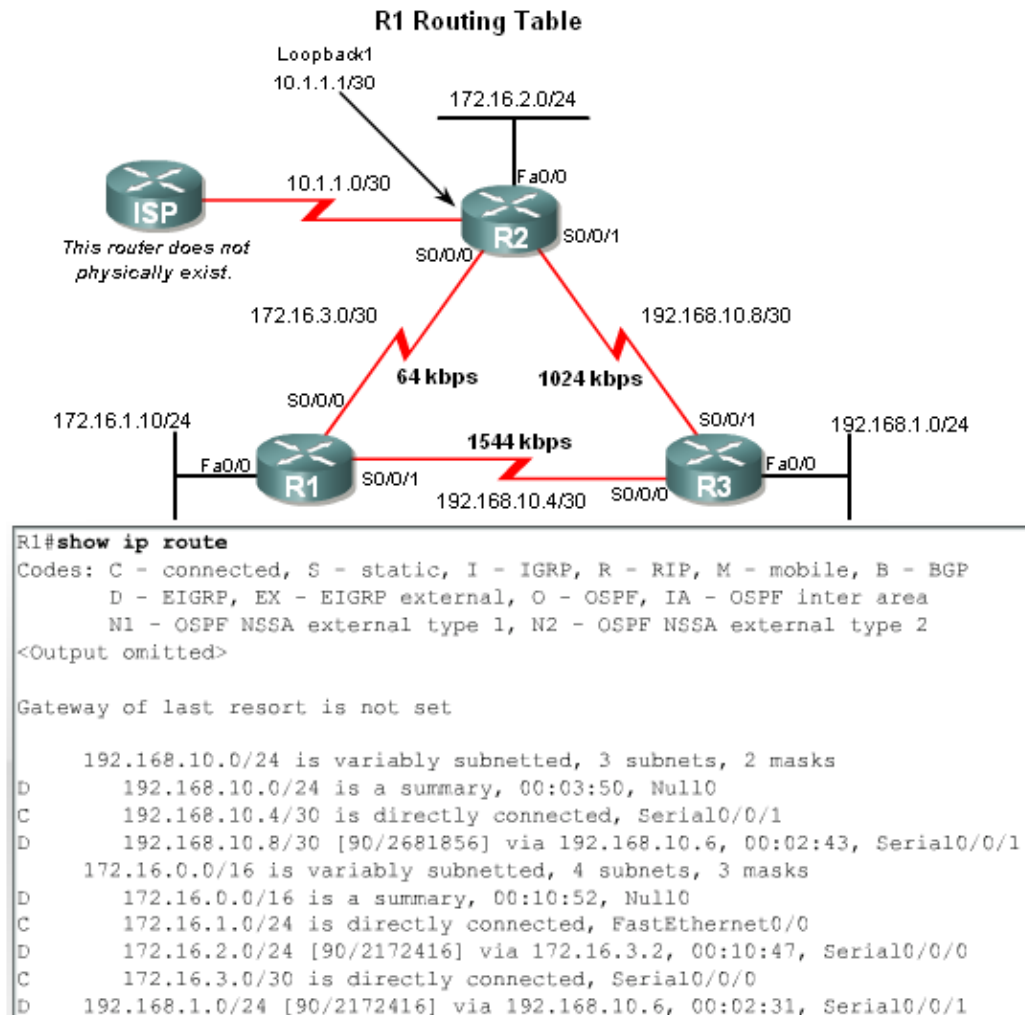 R1 Routing Table
Loopback1
10.1.1.1/30
172.16.2.0/24
10.1.1.0/30
Fa0/0
ISP
R2
S0/0/1
This router does not
physically exist.
S0/0/0
172.16.3.0/30
192.168.10.8/30
64 kbps
1024 kbps
S0/0/0
S0/0/1
172.16.1.10/24
1544 kbps
192.168.1.0/24
Fa0/0
R1
S0/0/1
192.168.10.4/30
S0/0/0
R3
Fa0/0
R1#show ip route
Codes: C - connected, S - static, I - IGRP, R - RIP, M - mobile, B - BGP
D - EIGRP, EX - EIGRP external, O - OSPF, IA - OSPF inter area
N1 - OSPF NSSA external type 1, N2 - OSPF NSSA external type 2
<Output omitted>
Gateway of last resort is not set
192.168.10.0/24 is variably subnetted, 3 subnets, 2 masks
D 192.168.10.0/24 is a summary, 00:03:50, Null0
C 192.168.10.4/30 is directly connected, Serial0/0/1
D 192.168.10.8/30 [90/2681856] via 192.168.10.6, 00:02:43, Serial0/0/1
172.16.0.0/16 is variably subnetted, 4 subnets, 3 masks
D 172.16.0.0/16 is a summary, 00:10:52, Null0
C 172.16.1.0/24 is directly connected, FastEthernet0/0
D 172.16.2.0/24 [90/2172416] via 172.16.3.2, 00:10:47, Serial0/0/0
C 172.16.3.0/30 is directly connected, Serial0/0/0
D 192.168.1.0/24 [90/2172416] via 192.168.10.6, 00:02:31, Serial0/0/1